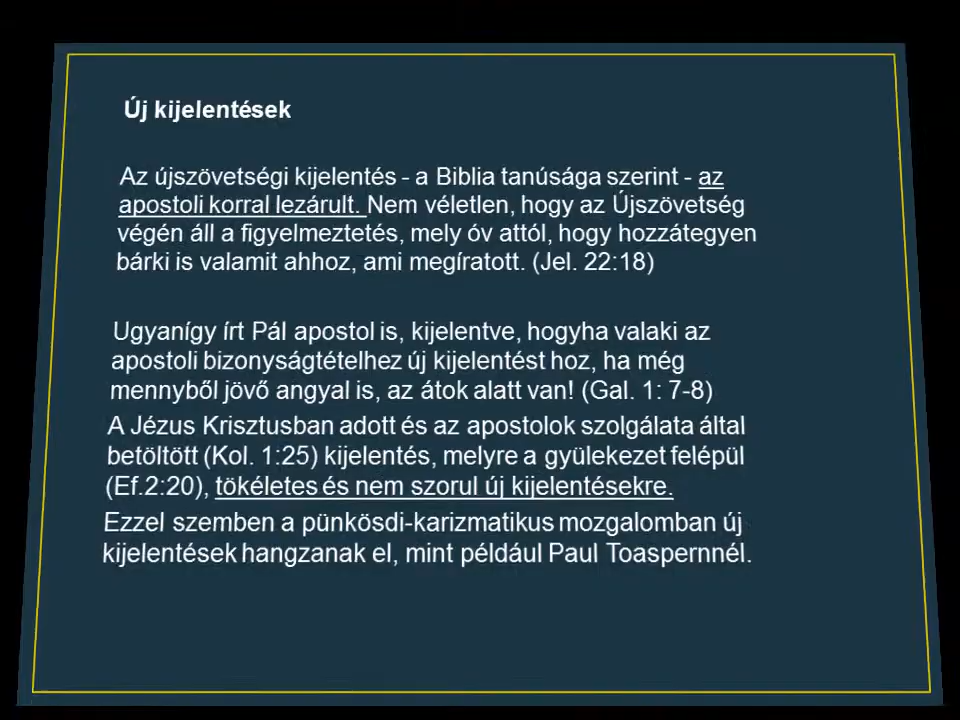 Új kijelentések
Az újszövetségi kijelentés - a Biblia tanúsága szerint - az
apostoli korral lezárult. Nem véletlen, hogy az Újszövetség
végén áll a figyelmeztetés, mely óv attól, hogy hozzátegyen
bárki is valamit ahhoz, ami megíratott. (Jel. 22:18)
Ugyanígy írt Pál apostol is, kijelentve, hogyha valaki az
apostoli bizonyságtételhez új kijelentést hoz, ha még
mennyből jövő angyal is, az átok alatt van! (Gal. 1: 7-8)
A Jézus Krisztusban adott és az apostolok szolgálata által
betöltött (Kol. 1:25) kijelentés, melyre a gyülekezet felépül
(Ef.2:20), tökéletes és nem szorul új kijelentésekre.
Ezzel szemben a pünkösdi-karizmatikus mozgalomban új
kijelentések hangzanak el, mint például Paul Toaspernnél.